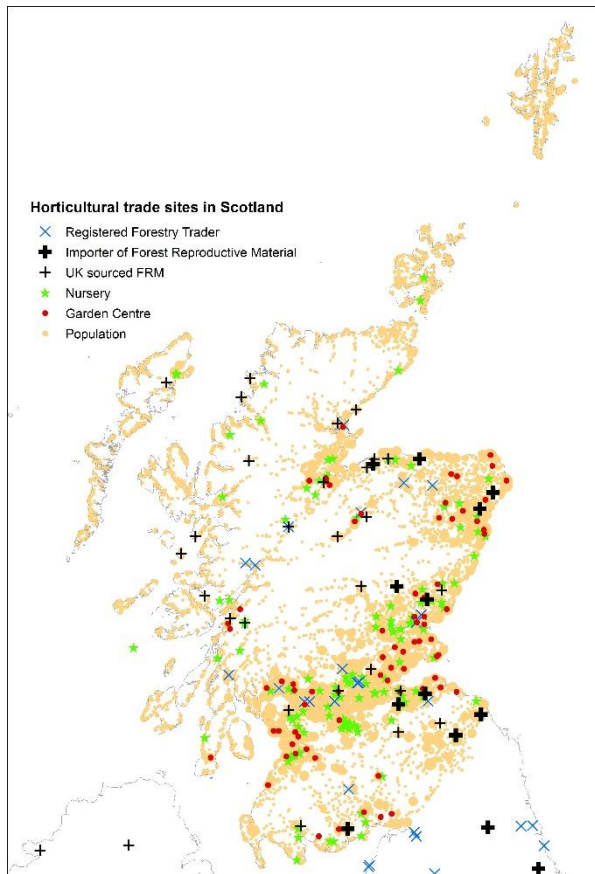 Horticultural trade sites in Scotland
Registered Forestry Trader
Importer of Forest Reproductive Material
UK sourced FRM
Nursery
Garden Centre
Population